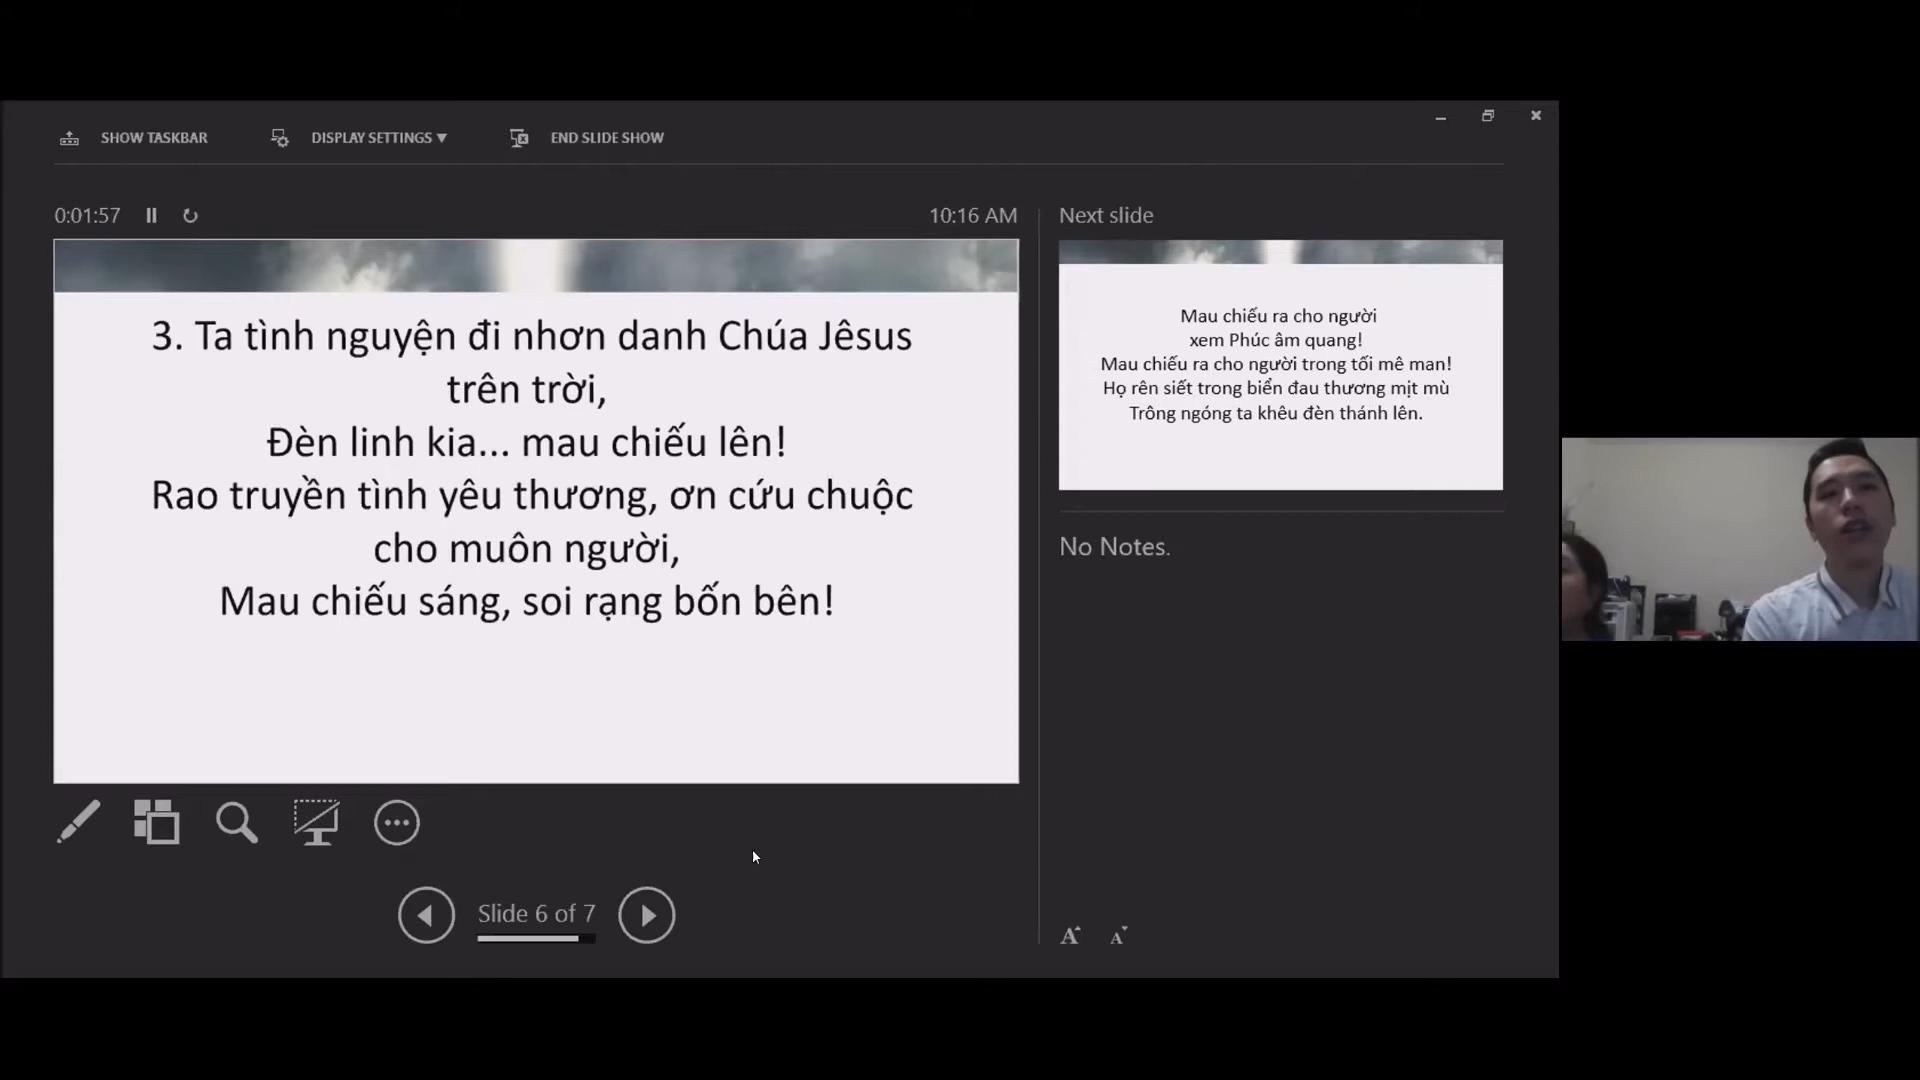 SHOW TASKBAR
DISPLAY SETTINGS ▼
END SLIDE SHOW
0:01:57
10:16 AM
3. Ta tình nguyện đi nhơn danh Chúa Jêsus
trên trời,
Đèn linh kia... mau chiếu lên!
Rao truyền tình yêu thương, ơn cứu chuộc
cho muôn người,
Mau chiếu sáng, soi rạng bốn bên!
Slide 6 of 7
Next slide
Mau chiếu ra cho người
xem Phúc âm quang!
Mau chiếu ra cho người trong tối mê man!
Họ rên siết trong biển đau thương mịt mù
Trông ngóng ta khêu đèn thánh lên.
No Notes.
A A